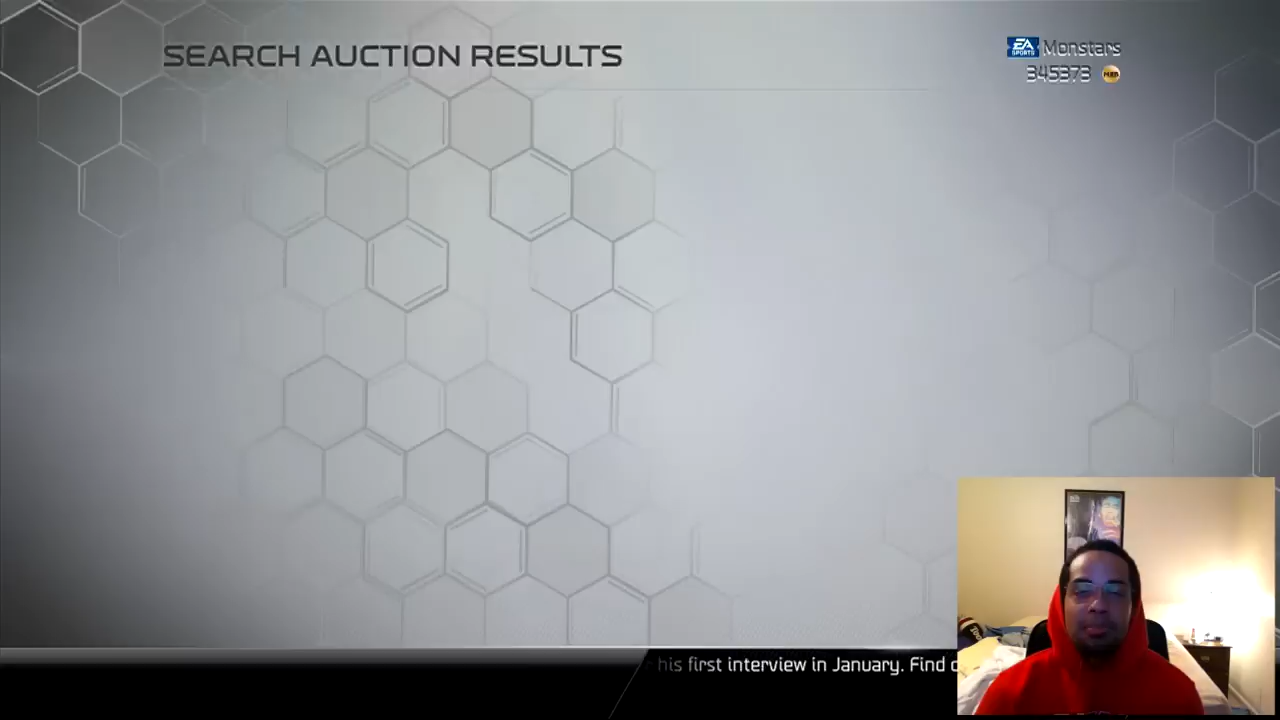 SEARCH AUCTION RESULTS
EA
SPORTS
Monstars
345373
his first interview in January. Find